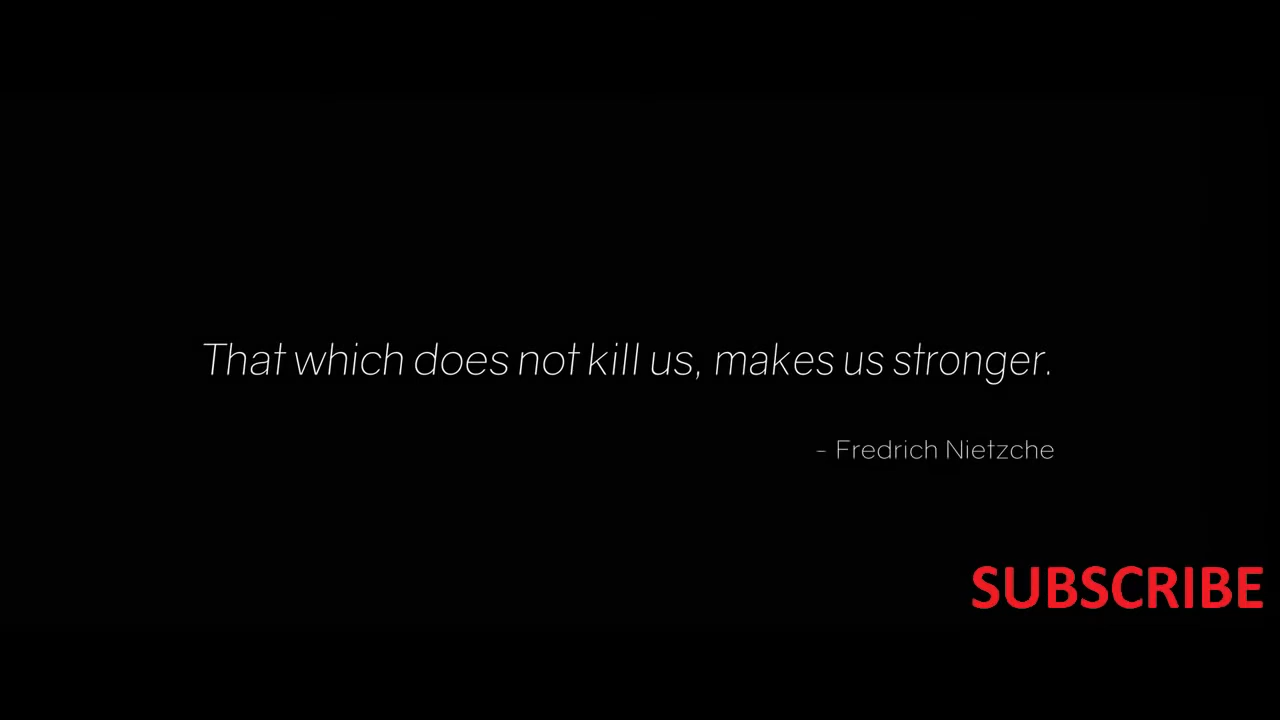 That which does not kill us, makes us stronger.
- Fredrich Nietzche
SUBSCRIBE